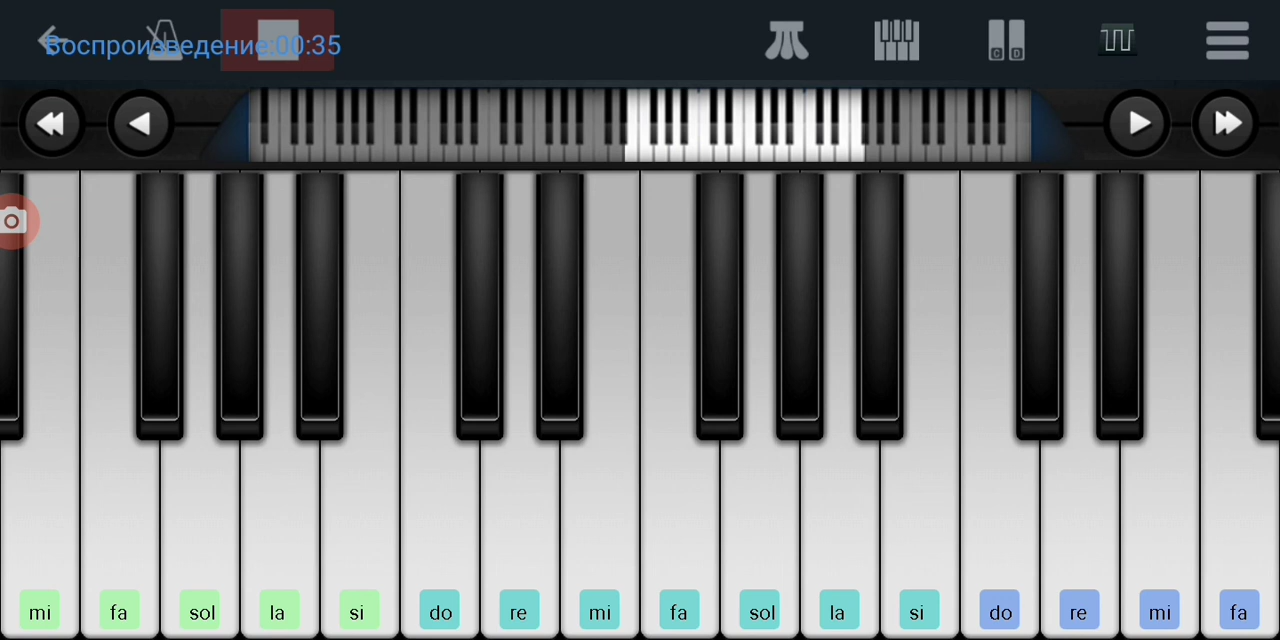 Воспроизведение:00:35
C D
mi fa sol la si do re mi fa sol la si do re mi fa